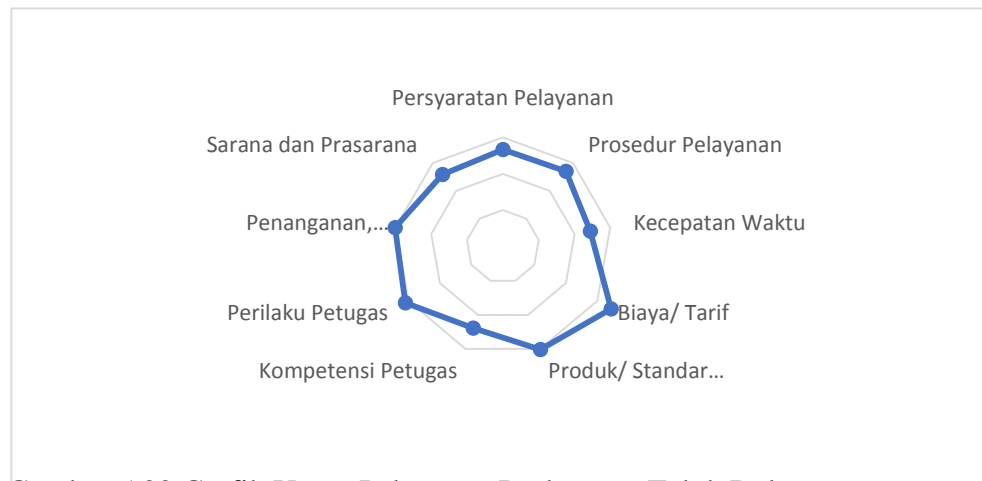 Persyaratan Pelayanan
Sarana dan Prasarana
Prosedur Pelayanan
Penanganan,...
Kecepatan Waktu
Perilaku Petugas
Biaya/ Tarif
Kompetensi Petugas
Produk/ Standar...